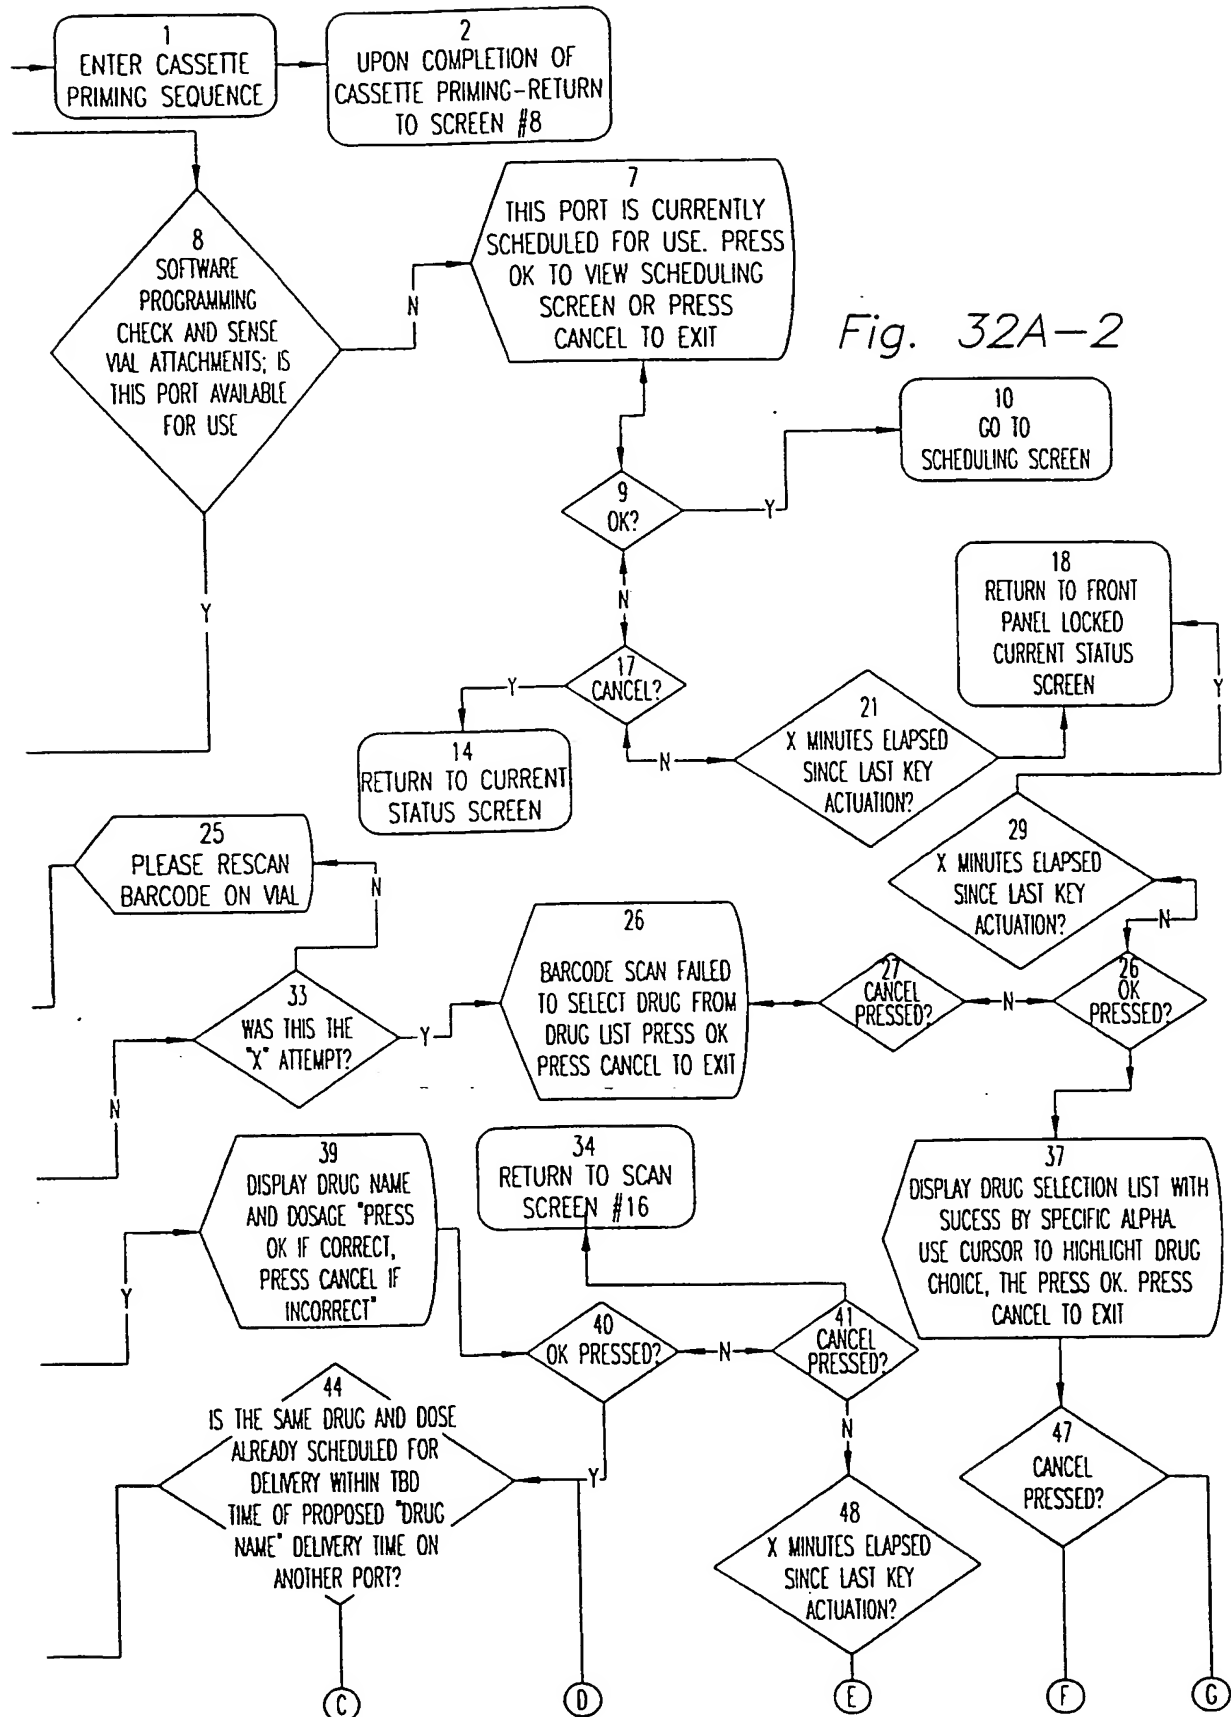 1
ENTER CASSETTE
PRIMING SEQUENCE
2
UPON COMPLETION OF
CASSETTE PRIMING-RETURN
TO SCREEN #8
7
THIS PORT IS CURRENTLY
SCHEDULED FOR USE. PRESS
OK TO VIEW SCHEDULING
SCREEN OR PRESS
CANCEL TO EXIT
8
SOFTWARE
PROGRAMMING
CHECK AND SENSE
VIAL ATTACHMENTS; IS
THIS PORT AVAILABLE
FOR USE
N
Fig. 32A-2
10
GO TO
SCHEDULING SCREEN
9
OK?
Y
18
RETURN TO FRONT
PANEL LOCKED
CURRENT STATUS
SCREEN
N
Y
17
CANCEL?
Y
Y
21
X MINUTES ELAPSED
SINCE LAST KEY
ACTUATION?
N
14
RETURN TO CURRENT
STATUS SCREEN
25
PLEASE RESCAN
BARCODE ON VIAL
N
29
X MINUTES ELAPSED
SINCE LAST KEY
ACTUATION?
N
26
BARCODE SCAN FAILED
TO SELECT DRUG FROM
DRUG LIST PRESS OK
PRESS CANCEL TO EXIT
27
CANCEL
PRESSED?
N
26
OK
PRESSED?
33
WAS THIS THE
"X" ATTEMPT?
Y
N
39
DISPLAY DRUG NAME
AND DOSAGE "PRESS
OK IF CORRECT,
PRESS CANCEL IF
INCORRECT"
Y
34
RETURN TO SCAN
SCREEN #16
37
DISPLAY DRUG SELECTION LIST WITH
SUCESS BY SPECIFIC ALPHA.
USE CURSOR TO HIGHLIGHT DRUG
CHOICE, THE PRESS OK. PRESS
CANCEL TO EXIT
40
OK PRESSED?
N
41
CANCEL
PRESSED?
44
IS THE SAME DRUG AND DOSE
ALREADY SCHEDULED FOR
DELIVERY WITHIN TBD
TIME OF PROPOSED "DRUG
NAME" DELIVERY TIME ON
ANOTHER PORT?
Y
N
47
CANCEL
PRESSED?
48
X MINUTES ELAPSED
SINCE LAST KEY
ACTUATION?
C
D
E
F
G